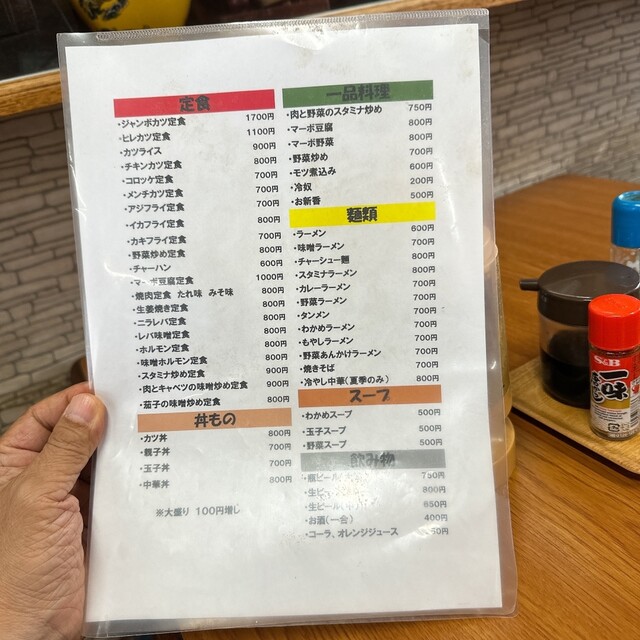 定食
・ジャンボカツ定食 1700円
・ヒレカツ定食 1100円
・カツライス 900円
・チキンカツ定食 800円
・コロッケ定食 700円
・メンチカツ定食 700円
・アジフライ定食 700円
・イカフライ定食 800円
・カキフライ定食 700円
・野菜炒め定食 800円
・チャーハン 600円
・マーボ豆腐定食 1000円
・焼肉定食 たれ味 みそ味 800円
・生姜焼き定食 800円
・ニラレバ定食 700円
・レバ味噌定食 800円
・ホルモン定食 800円
・味噌ホルモン定食 800円
・スタミナ炒め定食 900円
・肉とキャベツの味噌炒め定食 900円
・茄子の味噌炒め定食 800円
丼もの
・カツ丼 800円
・親子丼 700円
・玉子丼 700円
・中華丼 800円
※大盛り 100円増し
一品料理
・肉と野菜のスタミナ炒め 750円
・マーボ豆腐 800円
・マーボ野菜 800円
・野菜炒め 700円
・モツ煮込み 600円
・冷奴 200円
・お新香 500円
麺類
・ラーメン 600円
・味噌ラーメン 700円
・チャーシュー麺 800円
・スタミナラーメン 800円
・カレーラーメン 700円
・野菜ラーメン 700円
・タンメン 700円
・わかめラーメン 700円
・もやしラーメン 700円
・野菜あんかけラーメン 700円
・焼きそば 700円
・冷やし中華(夏季のみ) 800円
スープ
・わかめスープ 500円
・玉子スープ 500円
・野菜スープ 500円
飲み物
・瓶ビール 750円
・生ビール 800円
・生ビール 650円
・お酒(一合) 400円
・コーラ、オレンジジュース
S&B
一味